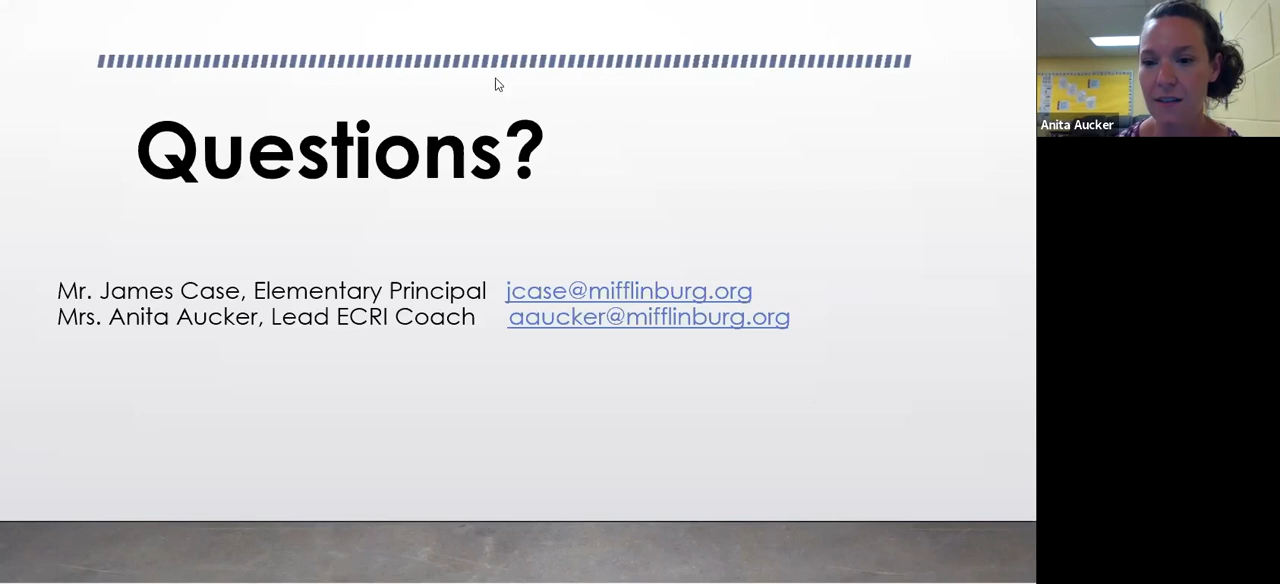 Questions?
Mr. James Case, Elementary Principal jcase@mifflinburg.org
Mrs. Anita Aucker, Lead ECRI Coach aaucker@mifflinburg.org
Anita Aucker